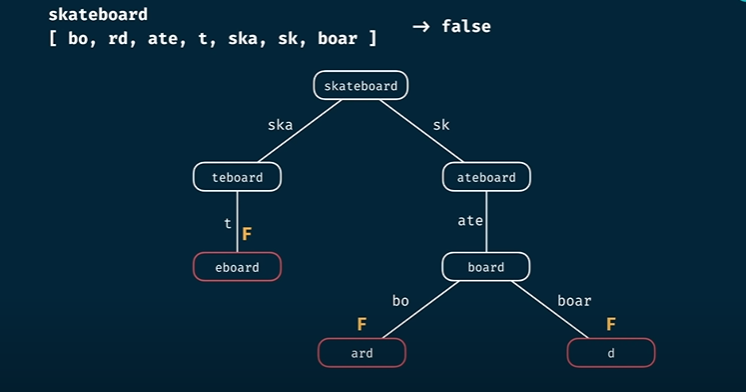 skateboard
[ bo, rd, ate, t, ska, sk, boar ] → false
skateboard
ska sk
teboard ateboard
t F ate
eboard board
bo boar
F F
ard d